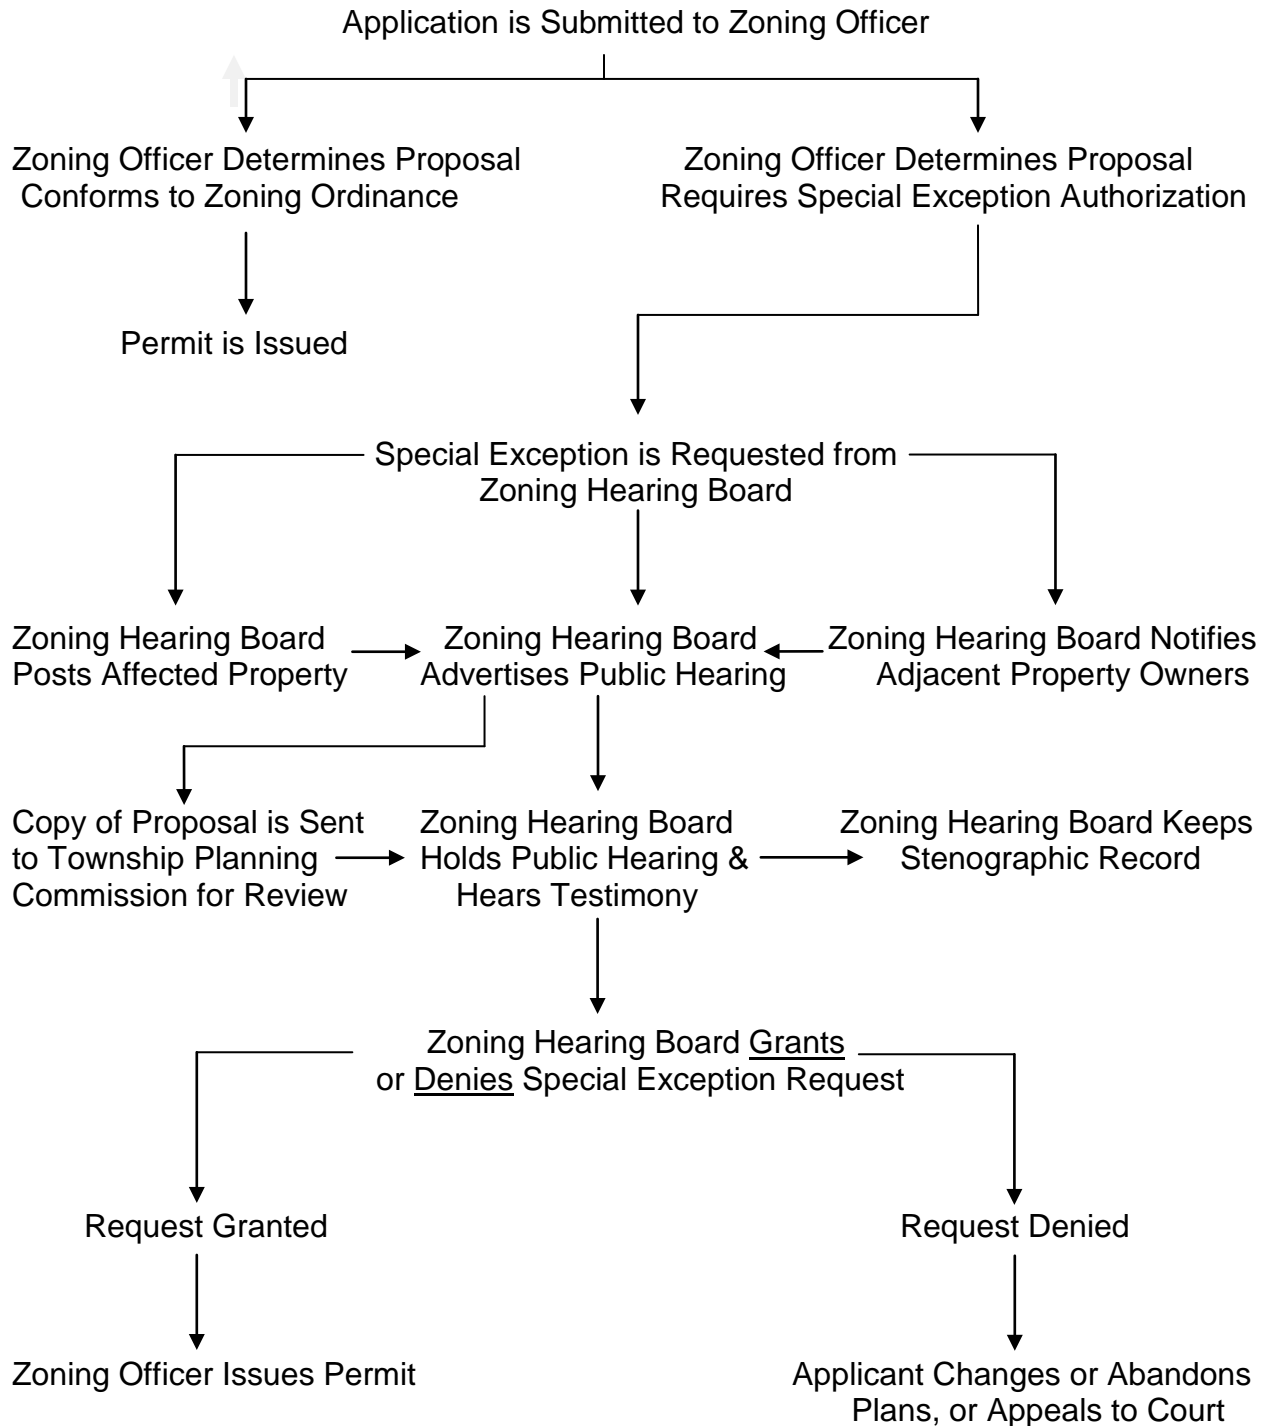 Application is Submitted to Zoning Officer
Zoning Officer Determines Proposal
Conforms to Zoning Ordinance
Zoning Officer Determines Proposal
Requires Special Exception Authorization
Permit is Issued
Special Exception is Requested from
Zoning Hearing Board
Zoning Hearing Board
Posts Affected Property
Zoning Hearing Board
Advertises Public Hearing
Zoning Hearing Board Notifies
Adjacent Property Owners
Copy of Proposal is Sent
to Township Planning
Commission for Review
Zoning Hearing Board
Holds Public Hearing &
Hears Testimony
Zoning Hearing Board Keeps
Stenographic Record
Zoning Hearing Board Grants
or Denies Special Exception Request
Request Granted
Request Denied
Zoning Officer Issues Permit
Applicant Changes or Abandons
Plans, or Appeals to Court